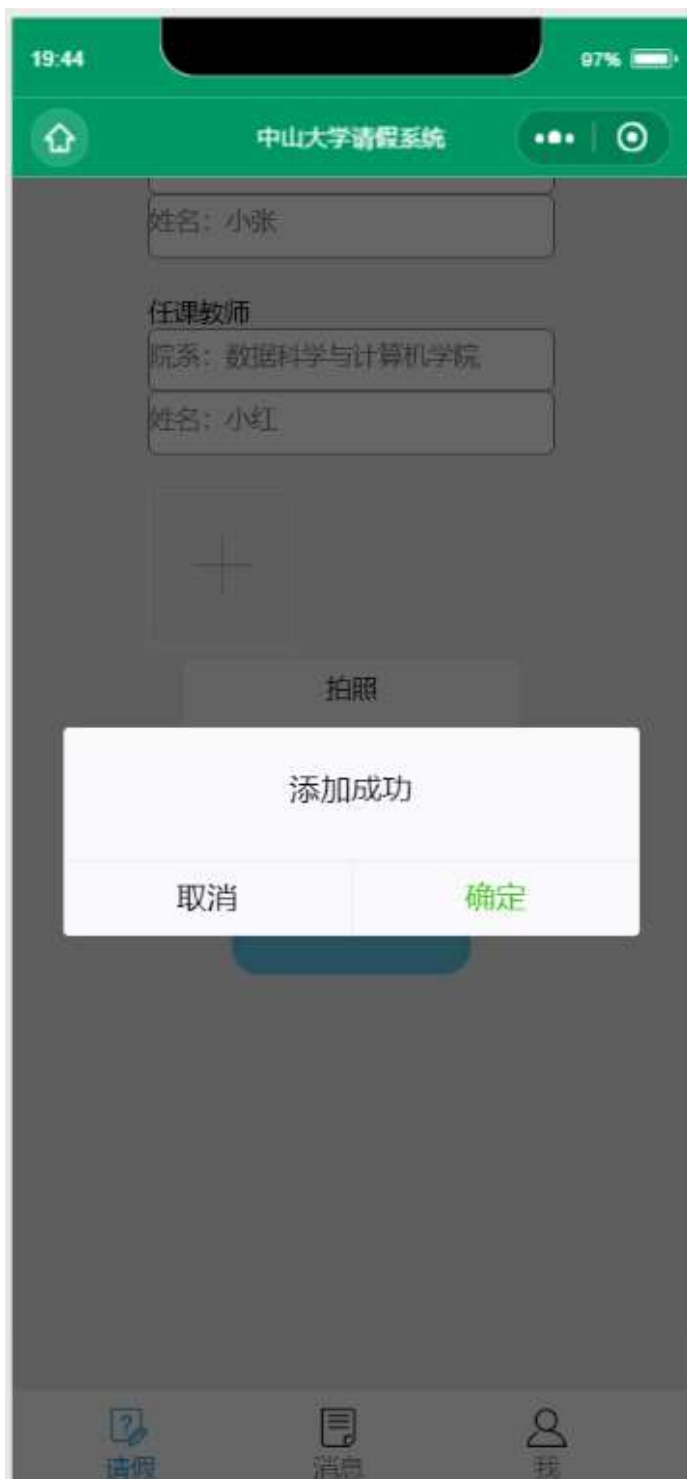 19:44
97%
中山大学请假系统
姓名：小张
任课教师
院系：数据科学与计算机学院
姓名：小红
拍照
添加成功
取消
确定
请假
消息
我